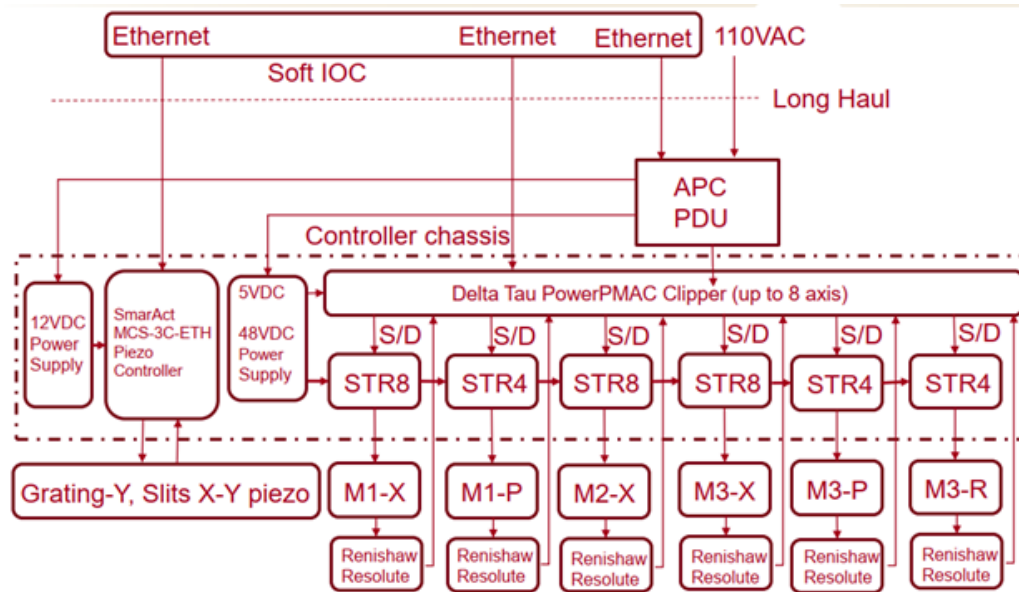 Ethernet Ethernet Ethernet 110VAC
Soft IOC
Long Haul
APC
PDU
Controller chassis
12VDC
Power
Supply
SmarAct
MCS-3C-ETH
Piezo
Controller
5VDC
48VDC
Power
Supply
Delta Tau PowerPMAC Clipper (up to 8 axis)
S/D S/D S/D S/D S/D S/D
STR8 STR4 STR8 STR8 STR4 STR4
Grating-Y, Slits X-Y piezo
M1-X M1-P M2-X M3-X M3-P M3-R
Renishaw Renishaw Renishaw Renishaw Renishaw Renishaw
Resolute Resolute Resolute Resolute Resolute Resolute